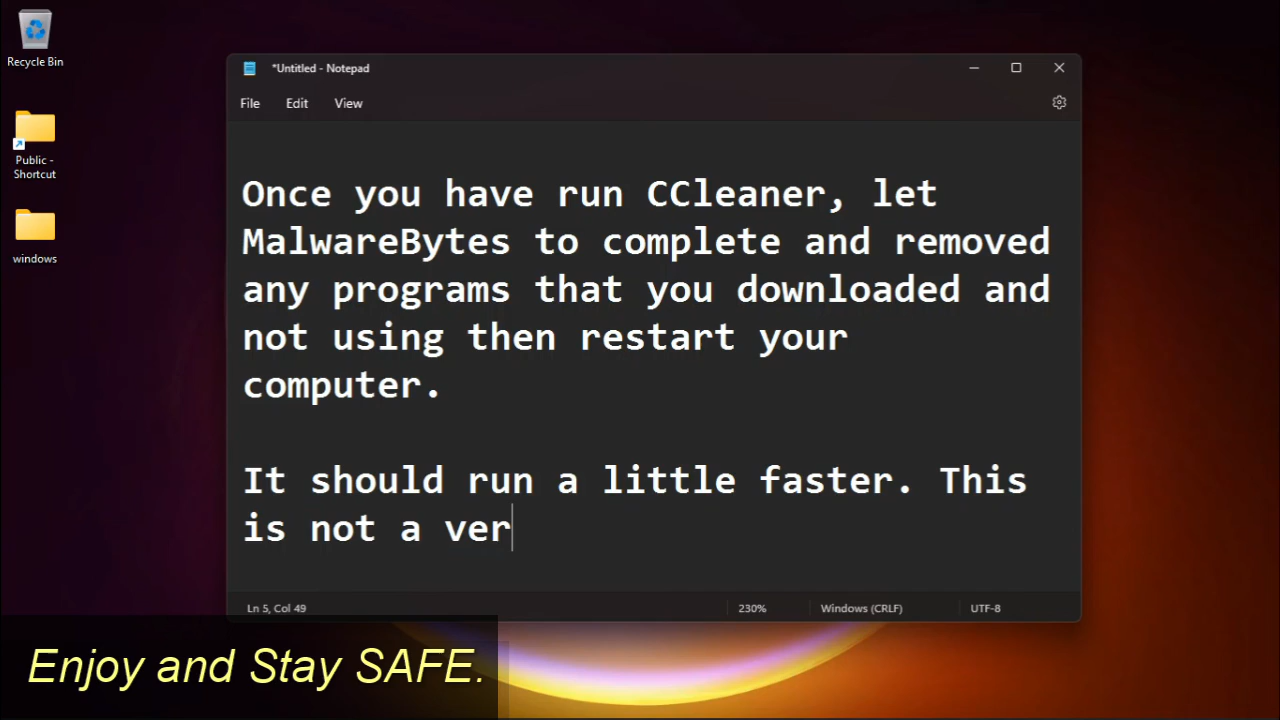 Recycle Bin
Public -
Shortcut
windows
*Untitled - Notepad
File Edit View
Once you have run CCleaner, let
MalwareBytes to complete and removed
any programs that you downloaded and
not using then restart your
computer.
It should run a little faster. This
is not a ver
Ln 5, Col 49 230% Windows (CRLF) UTF-8
Enjoy and Stay SAFE.